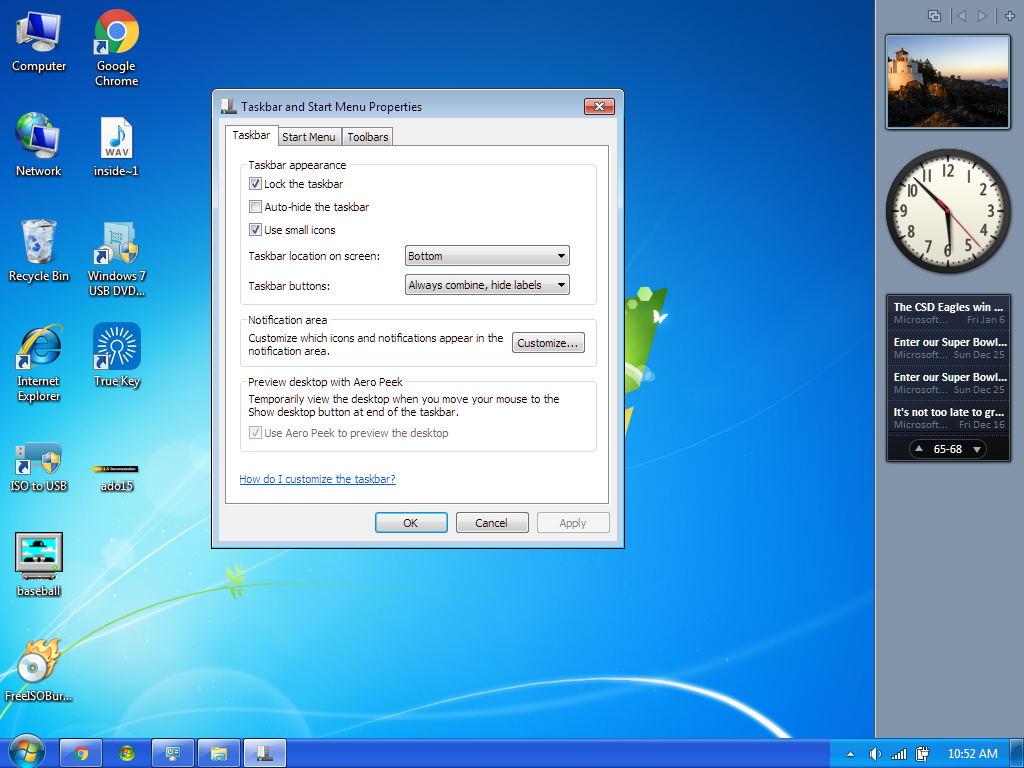 Computer
Google
Chrome
Network
WAV
inside~1
Recycle Bin
Windows 7
USB DVD...
Internet
Explorer
True Key
ISO to USB
ado15
baseball
FreeISOBur...
Taskbar and Start Menu Properties
Taskbar
Start Menu
Toolbars
Taskbar appearance
Lock the taskbar
Auto-hide the taskbar
Use small icons
Taskbar location on screen:
Bottom
Taskbar buttons:
Always combine, hide labels
Notification area
Customize which icons and notifications appear in the
notification area.
Customize...
Preview desktop with Aero Peek
Temporarily view the desktop when you move your mouse to the
Show desktop button at end of the taskbar.
Use Aero Peek to preview the desktop
How do I customize the taskbar?
OK
Cancel
Apply
12
1
2
3
4
5
6
7
8
9
10
11
The CSD Eagles win ...
Microsoft... Fri Jan 6
Enter our Super Bowl...
Microsoft... Sun Dec 25
Enter our Super Bowl...
Microsoft... Sun Dec 25
It's not too late to gr...
Microsoft... Fri Dec 16
65-68
10:52 AM